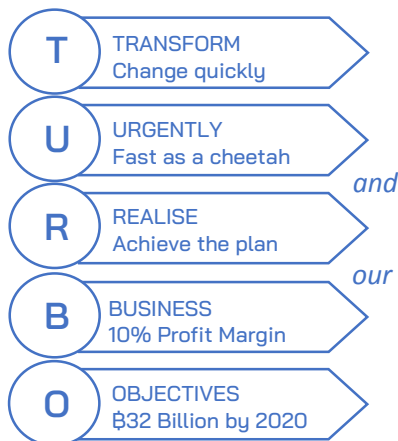 T
TRANSFORM
Change quickly
U
URGENTLY
Fast as a cheetah
and
R
REALISE
Achieve the plan
our
B
BUSINESS
10% Profit Margin
O
OBJECTIVES
฿32 Billion by 2020